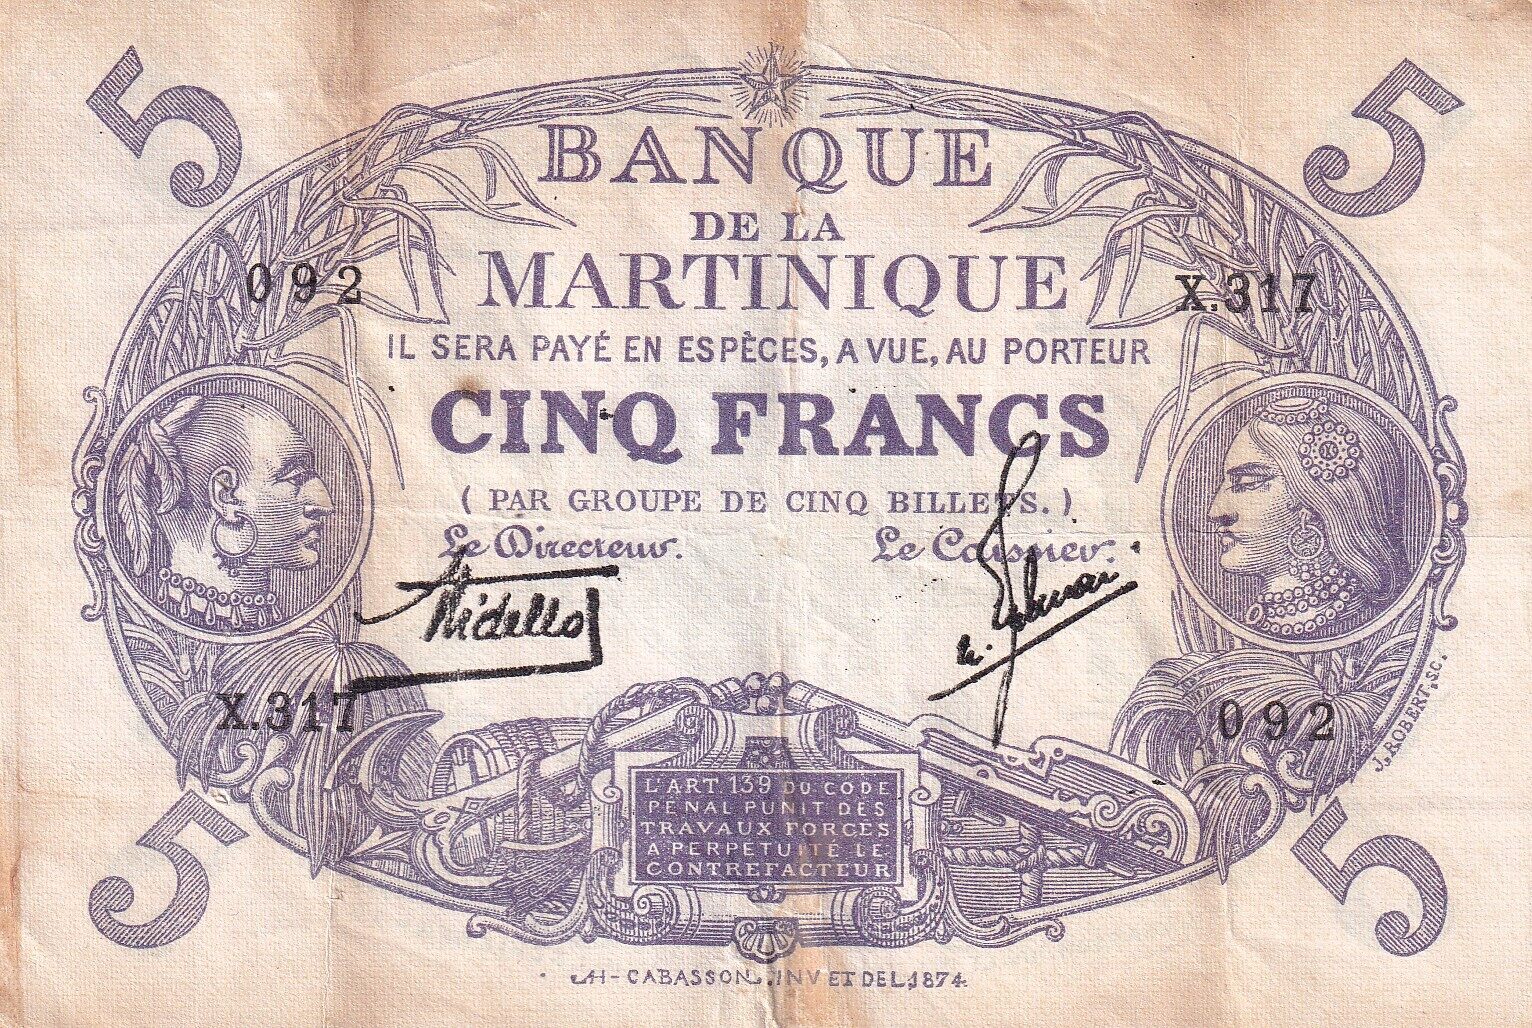 5 5
BANQUE
DE LA
MARTINIQUE
092 X.317
IL SERA PAYÉ EN ESPÈCES, A VUE, AU PORTEUR
CINQ FRANCS
( PAR GROUPE DE CINQ BILLETS. )
Le Directeur. Le Caissier.
X.317 092
L'ART 139 DU CODE
PENAL PUNIT DES
TRAVAUX FORCES
A PERPETUITÉ LE
CONTREFACTEUR
J. ROBERT. SC.
5 5
H-CABASSON. INV ET DEL, 1874